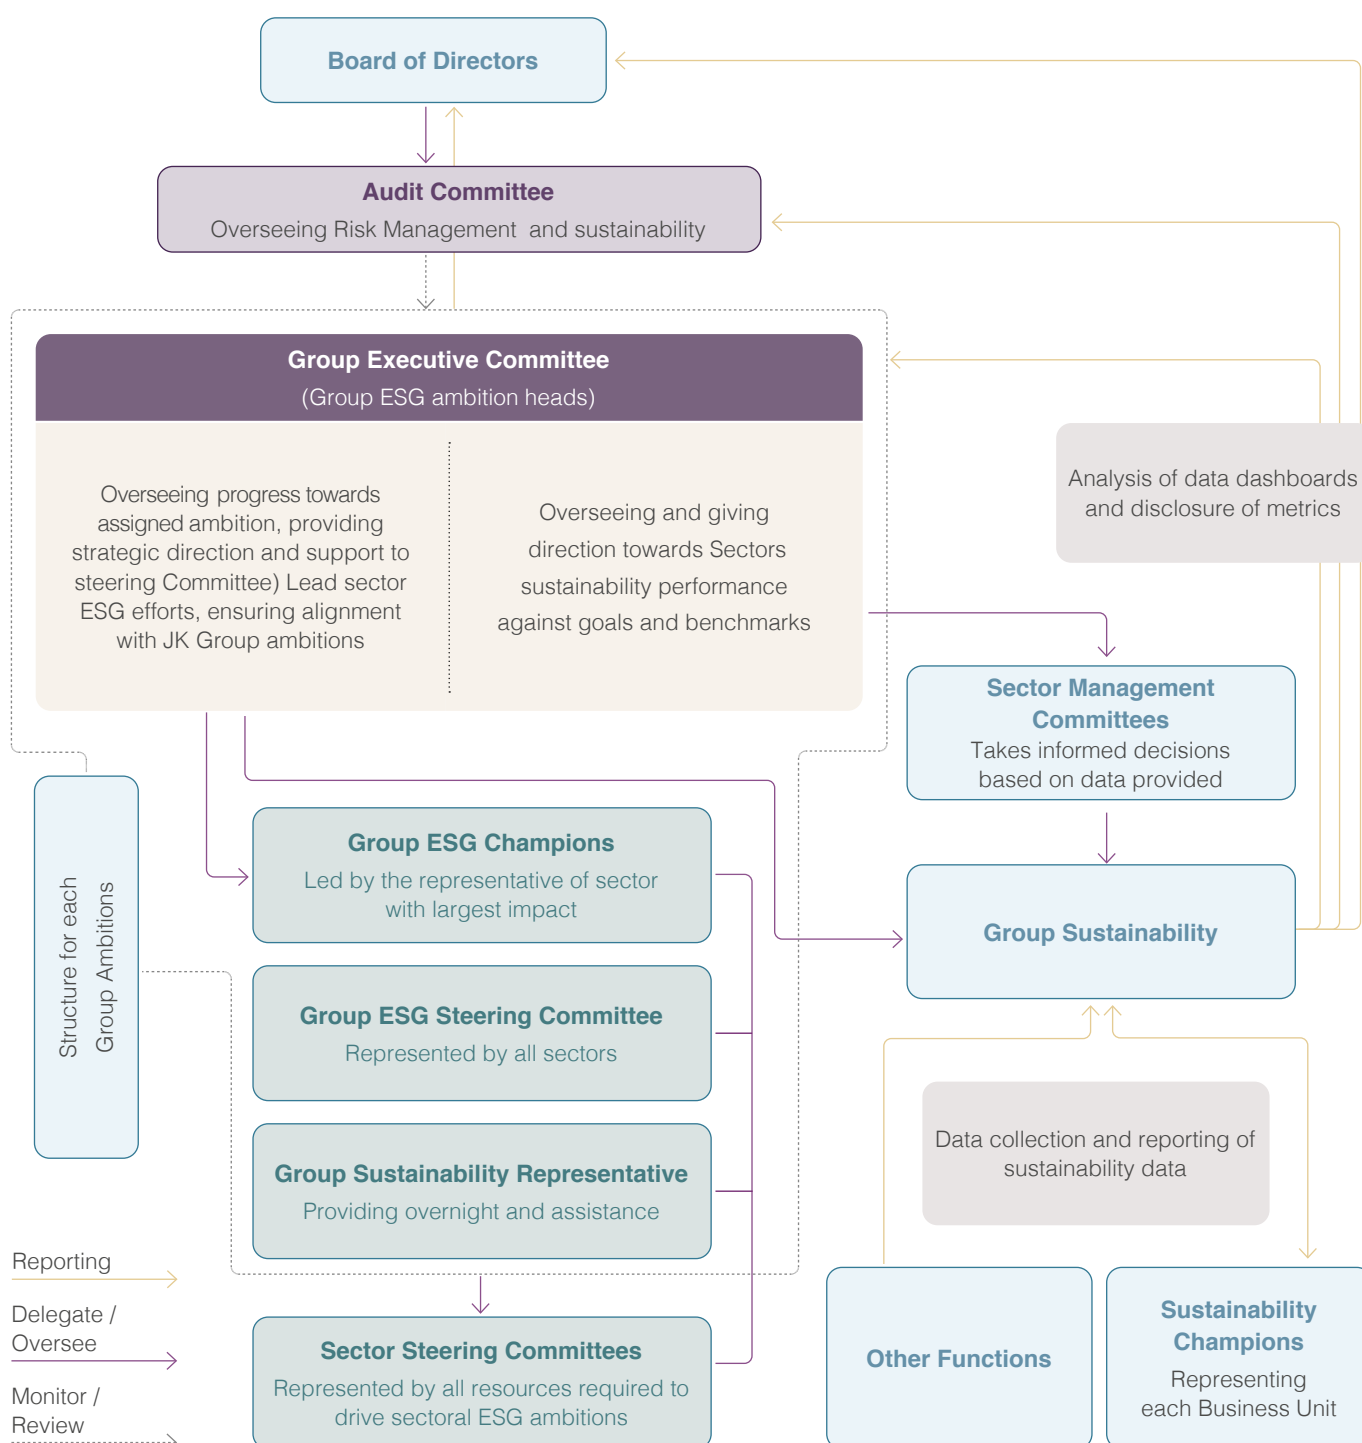 Board of Directors
Audit Committee
Overseeing Risk Management and sustainability
Group Executive Committee
(Group ESG ambition heads)
Overseeing progress towards
assigned ambition, providing
strategic direction and support to
steering Committee) Lead sector
ESG efforts, ensuring alignment
with JK Group ambitions
Overseeing and giving
direction towards Sectors
sustainability performance
against goals and benchmarks
Analysis of data dashboards
and disclosure of metrics
Sector Management
Committees
Takes informed decisions
based on data provided
Structure for each
Group Ambitions
Group ESG Champions
Led by the representative of sector
with largest impact
Group Sustainability
Group ESG Steering Committee
Represented by all sectors
Group Sustainability Representative
Providing overnight and assistance
Data collection and reporting of
sustainability data
Reporting
Delegate /
Oversee
Monitor /
Review
Sector Steering Committees
Represented by all resources required to
drive sectoral ESG ambitions
Other Functions
Sustainability
Champions
Representing
each Business Unit